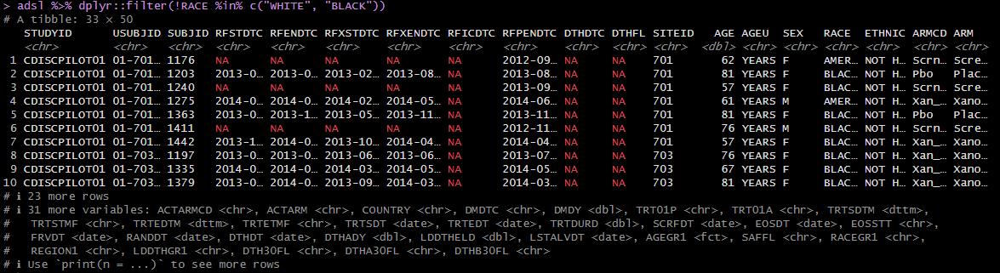 > adsl %>% dplyr::filter(!RACE %in% c("WHITE", "BLACK"))
# A tibble: 33 × 50
   STUDYID USUBJID SUBJID RFSTDTC RFENDTC RFXSTDTC RFXENDTC RFICDTC RFPENDTC DTHDTC DTHFL SITEID AGE AGEU SEX RACE ETHNIC ARMCD ARM
   <chr> <chr> <chr> <chr> <chr> <chr> <chr> <chr> <chr> <chr> <chr> <chr> <dbl> <chr> <chr> <chr> <chr> <chr> <chr>
 1 CDISCPILOT01 01-701… 1176 NA NA NA NA NA 2012-09… NA NA 701 62 YEARS F AMER… NOT H… Scrn… Scre…
 2 CDISCPILOT01 01-701… 1203 2013-0… 2013-0… 2013-02… 2013-08… NA 2013-08… NA NA 701 81 YEARS F BLAC… NOT H… Pbo Plac…
 3 CDISCPILOT01 01-701… 1240 NA NA NA NA NA 2013-09… NA NA 701 57 YEARS F BLAC… NOT H… Scrn… Scre…
 4 CDISCPILOT01 01-701… 1275 2014-0… 2014-0… 2014-02… 2014-05… NA 2014-06… NA NA 701 61 YEARS M AMER… NOT H… Xan_… Xano…
 5 CDISCPILOT01 01-701… 1363 2013-0… 2013-1… 2013-05… 2013-11… NA 2013-11… NA NA 701 81 YEARS F BLAC… NOT H… Pbo Plac…
 6 CDISCPILOT01 01-701… 1411 NA NA NA NA NA 2012-11… NA NA 701 76 YEARS M BLAC… NOT H… Scrn… Scre…
 7 CDISCPILOT01 01-701… 1442 2013-1… 2014-0… 2013-10… 2014-04… NA 2014-04… NA NA 701 57 YEARS F BLAC… NOT H… Xan_… Xano…
 8 CDISCPILOT01 01-703… 1197 2013-0… 2013-0… 2013-06… 2013-06… NA 2013-07… NA NA 703 76 YEARS F BLAC… NOT H… Xan_… Xano…
 9 CDISCPILOT01 01-703… 1335 2014-0… 2014-0… 2014-05… 2014-05… NA 2014-05… NA NA 703 67 YEARS F BLAC… NOT H… Xan_… Xano…
10 CDISCPILOT01 01-703… 1379 2013-0… 2014-0… 2013-09… 2014-03… NA 2014-03… NA NA 703 81 YEARS F BLAC… NOT H… Xan_… Xano…
# ℹ 23 more rows
# ℹ 31 more variables: ACTARMCD <chr>, ACTARM <chr>, COUNTRY <chr>, DMDTC <chr>, DMDY <dbl>, TRT01P <chr>, TRT01A <chr>, TRTSDTM <dttm>,
#   TRTSTMF <chr>, TRTEDTM <dttm>, TRTETMF <chr>, TRTSDT <date>, TRTEDT <date>, TRTDURD <dbl>, SCRFDT <date>, EOSDT <date>, EOSSTT <chr>,
#   FRVDT <date>, RANDDT <date>, DTHDT <date>, DTHADY <dbl>, LDDTHELD <dbl>, LSTALVDT <date>, AGEGR1 <fct>, SAFFL <chr>, RACEGR1 <chr>,
#   REGION1 <chr>, LDDTHGR1 <chr>, DTH30FL <chr>, DTHA30FL <chr>, DTHB30FL <chr>
# ℹ Use `print(n = ...)` to see more rows